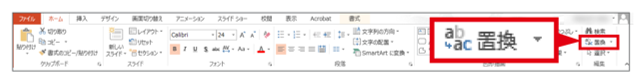 ファイル ホーム 挿入 デザイン 画面切り替え アニメーション スライド ショー 校閲 表示 Acrobat 書式
切り取り レイアウト Calibri 24 文字列の方向 検索
貼り付け コピー 新しいスライド リセット 文字の配置 置換
書式のコピー/貼り付け セクション B I U S abc AV Aa A SmartArt に変換 選択
クリップボード スライド フォント 段落 編集
ab ac 置換